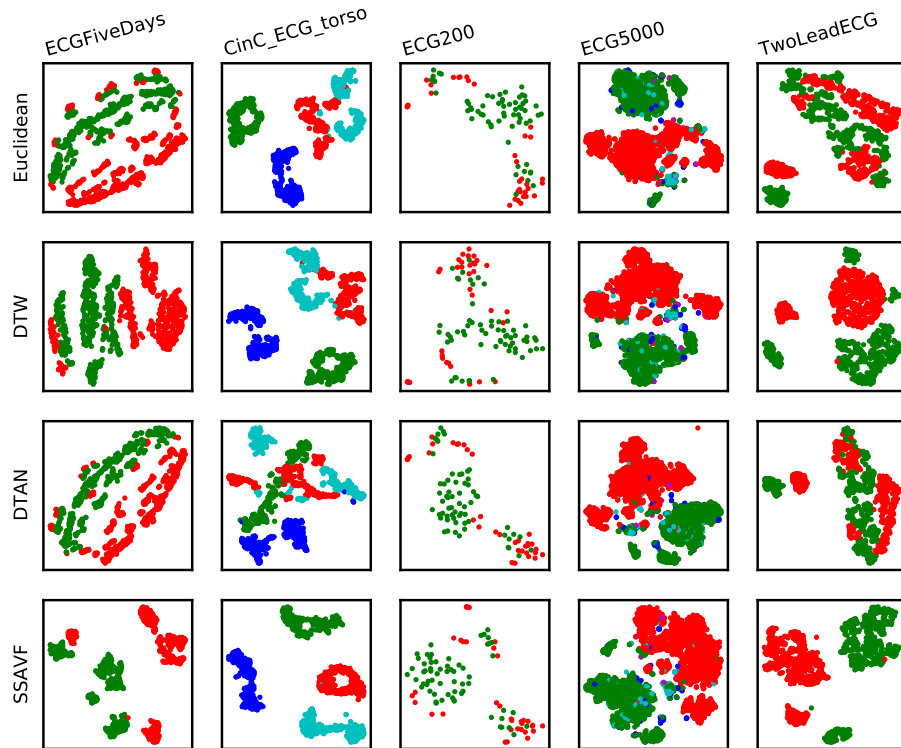 ECGFiveDays
CinC_ECG_torso
ECG200
ECG5000
TwoLeadECG
Euclidean
DTW
DTAN
SSAVF